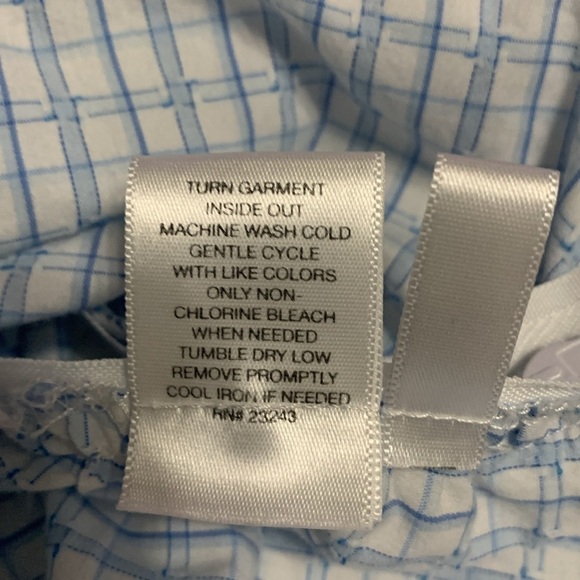 TURN GARMENT
INSIDE OUT
MACHINE WASH COLD
GENTLE CYCLE
WITH LIKE COLORS
ONLY NON-
CHLORINE BLEACH
WHEN NEEDED
TUMBLE DRY LOW
REMOVE PROMPTLY
COOL IRON IF NEEDED
RN# 23243